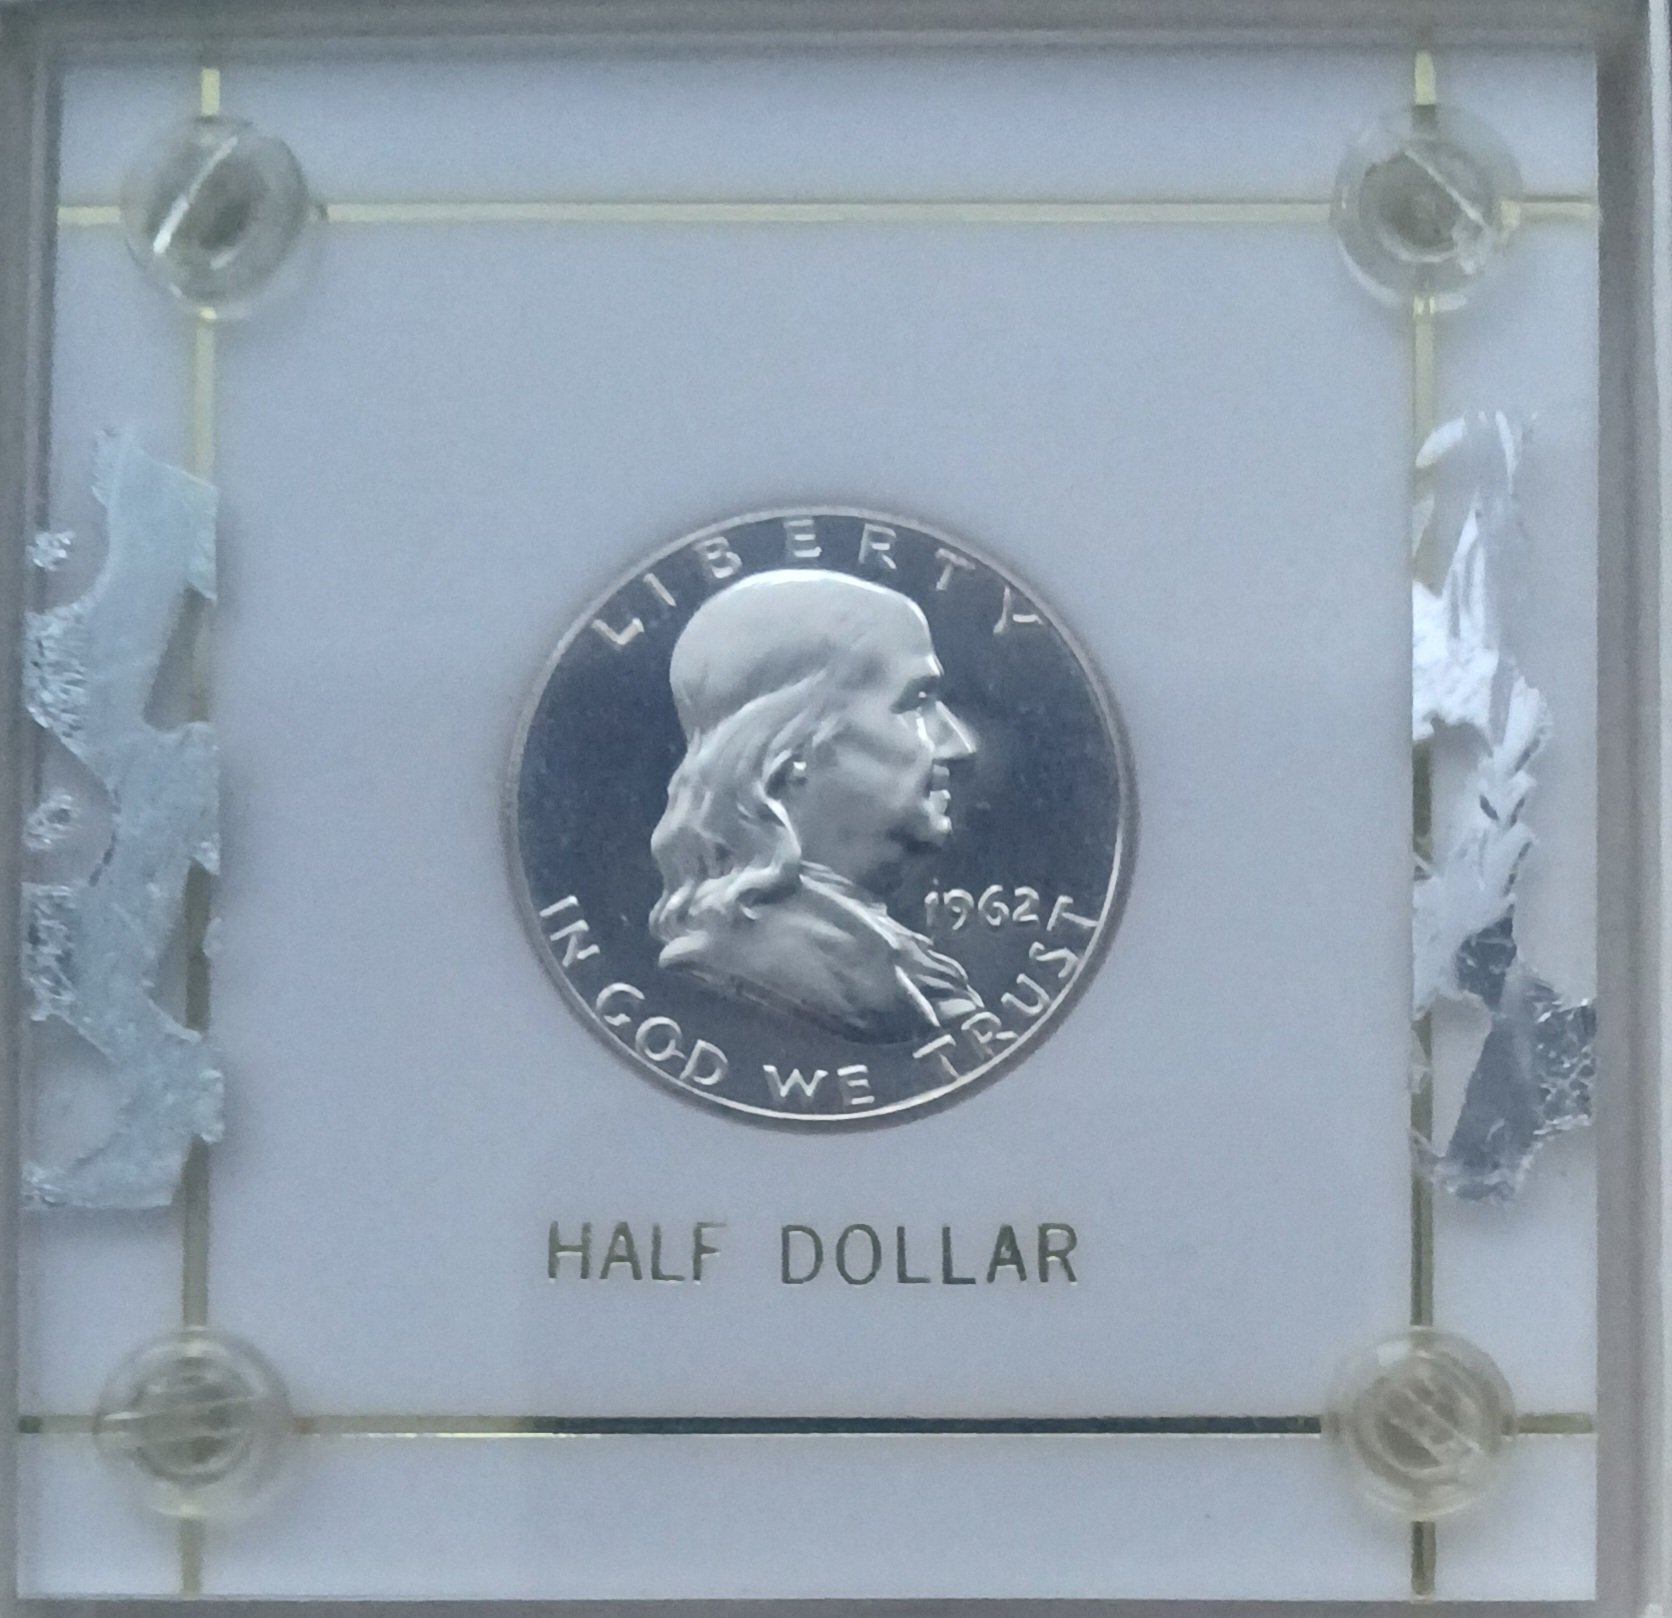 LIBERTY
1962
IN GOD WE TRUST
HALF DOLLAR